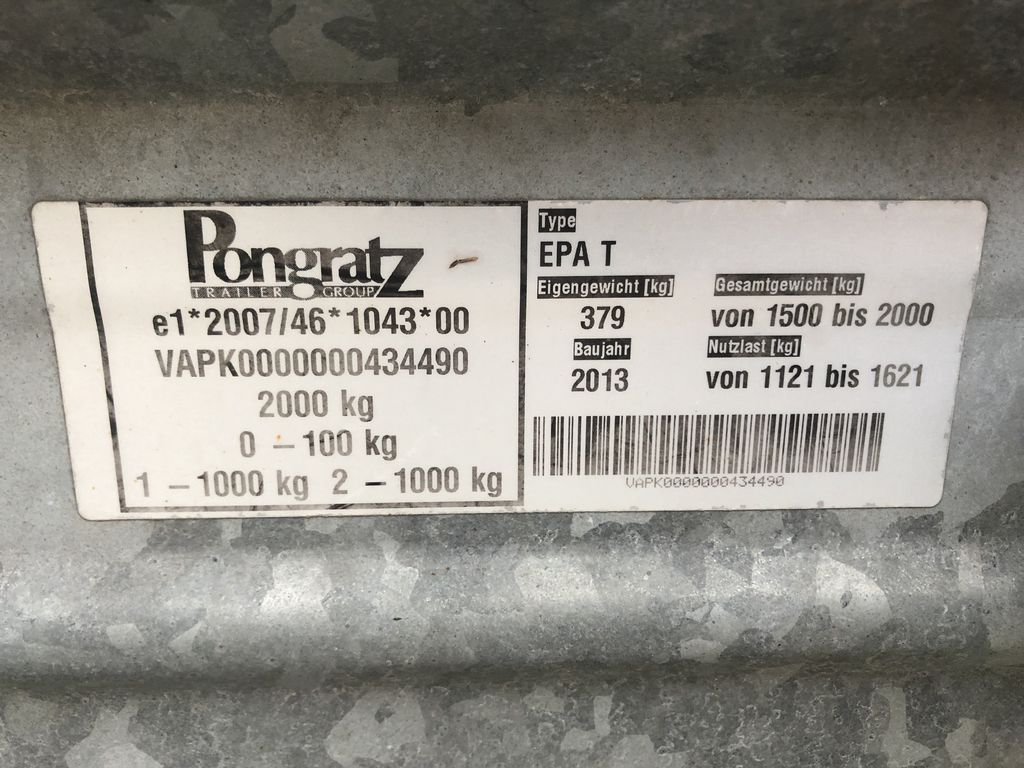 Pongratz
TRAILER GROUP
e1*2007/46*1043*00
VAPK0000000434490
2000 kg
0 – 100 kg
1 – 1000 kg 2 – 1000 kg
Type
EPA T
Eigengewicht [kg] Gesamtgewicht [kg]
379 von 1500 bis 2000
Baujahr Nutzlast [kg]
2013 von 1121 bis 1621
VAPK0000000434490